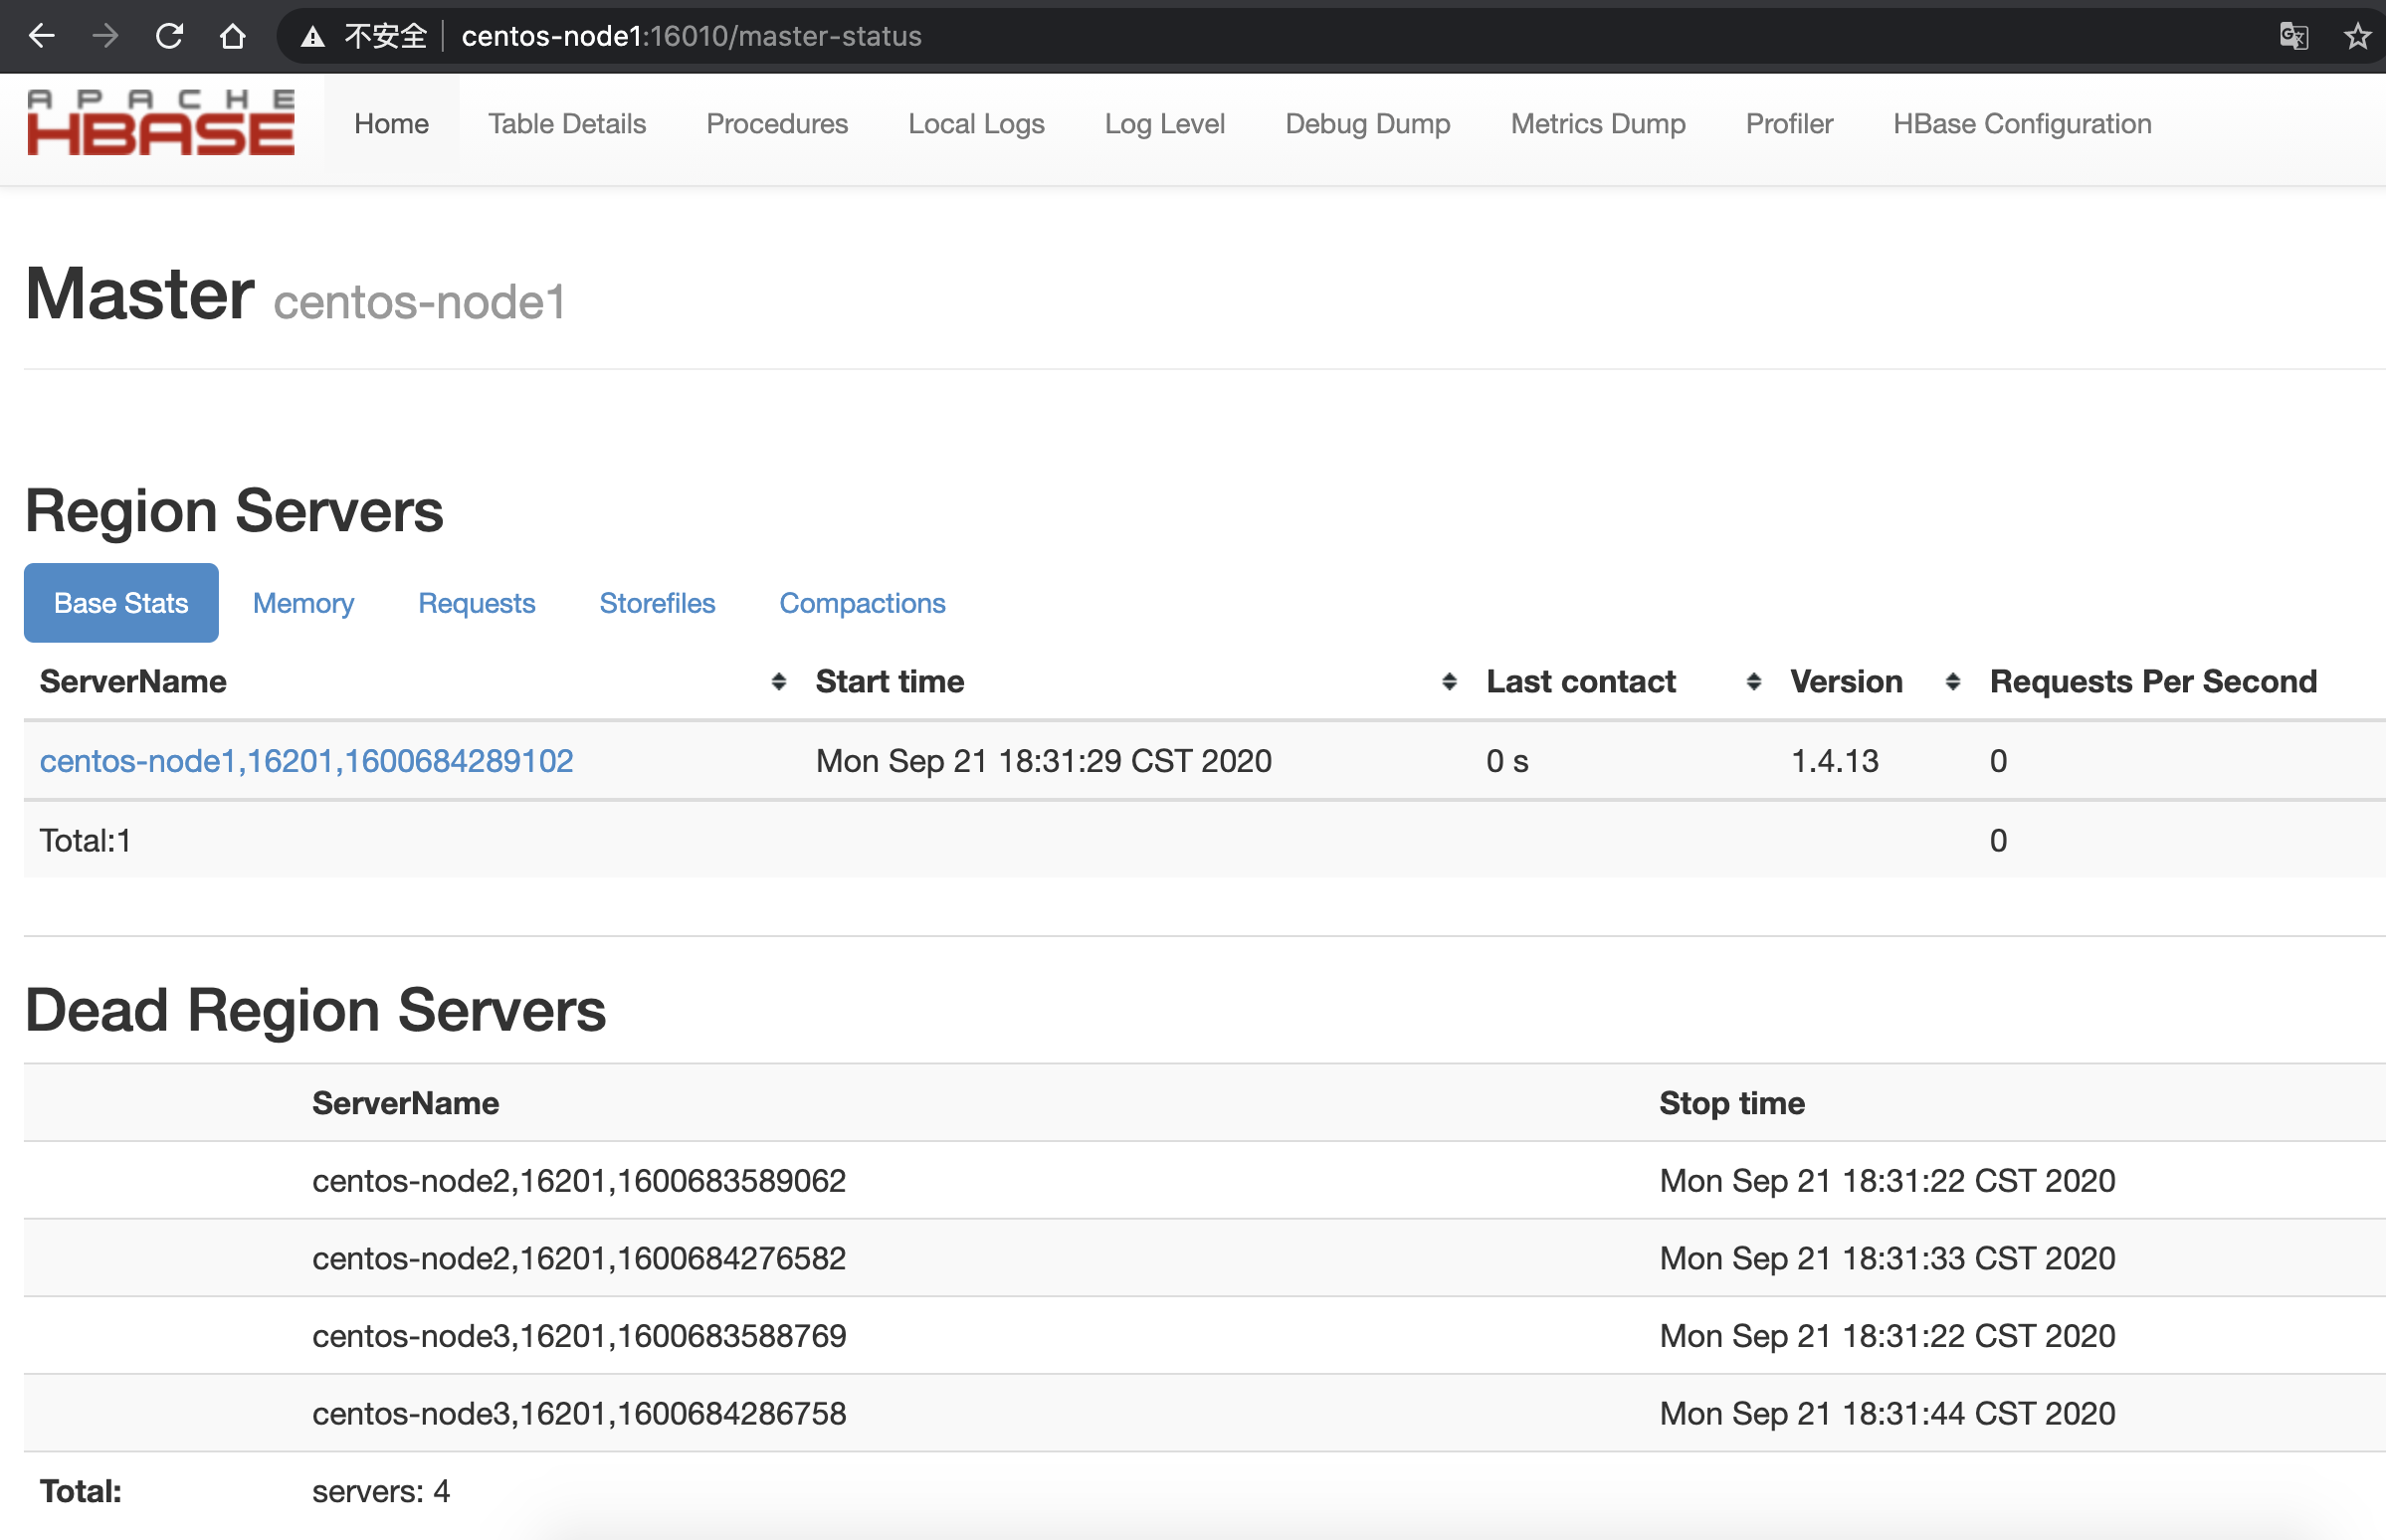 不安全 centos-node1:16010/master-status
APACHE
HBASE
Home Table Details Procedures Local Logs Log Level Debug Dump Metrics Dump Profiler HBase Configuration
Master centos-node1
Region Servers
Base Stats Memory Requests Storefiles Compactions
ServerName Start time Last contact Version Requests Per Second
centos-node1,16201,1600684289102 Mon Sep 21 18:31:29 CST 2020 0 s 1.4.13 0
Total:1 0
Dead Region Servers
ServerName Stop time
centos-node2,16201,1600683589062 Mon Sep 21 18:31:22 CST 2020
centos-node2,16201,1600684276582 Mon Sep 21 18:31:33 CST 2020
centos-node3,16201,1600683588769 Mon Sep 21 18:31:22 CST 2020
centos-node3,16201,1600684286758 Mon Sep 21 18:31:44 CST 2020
Total: servers: 4